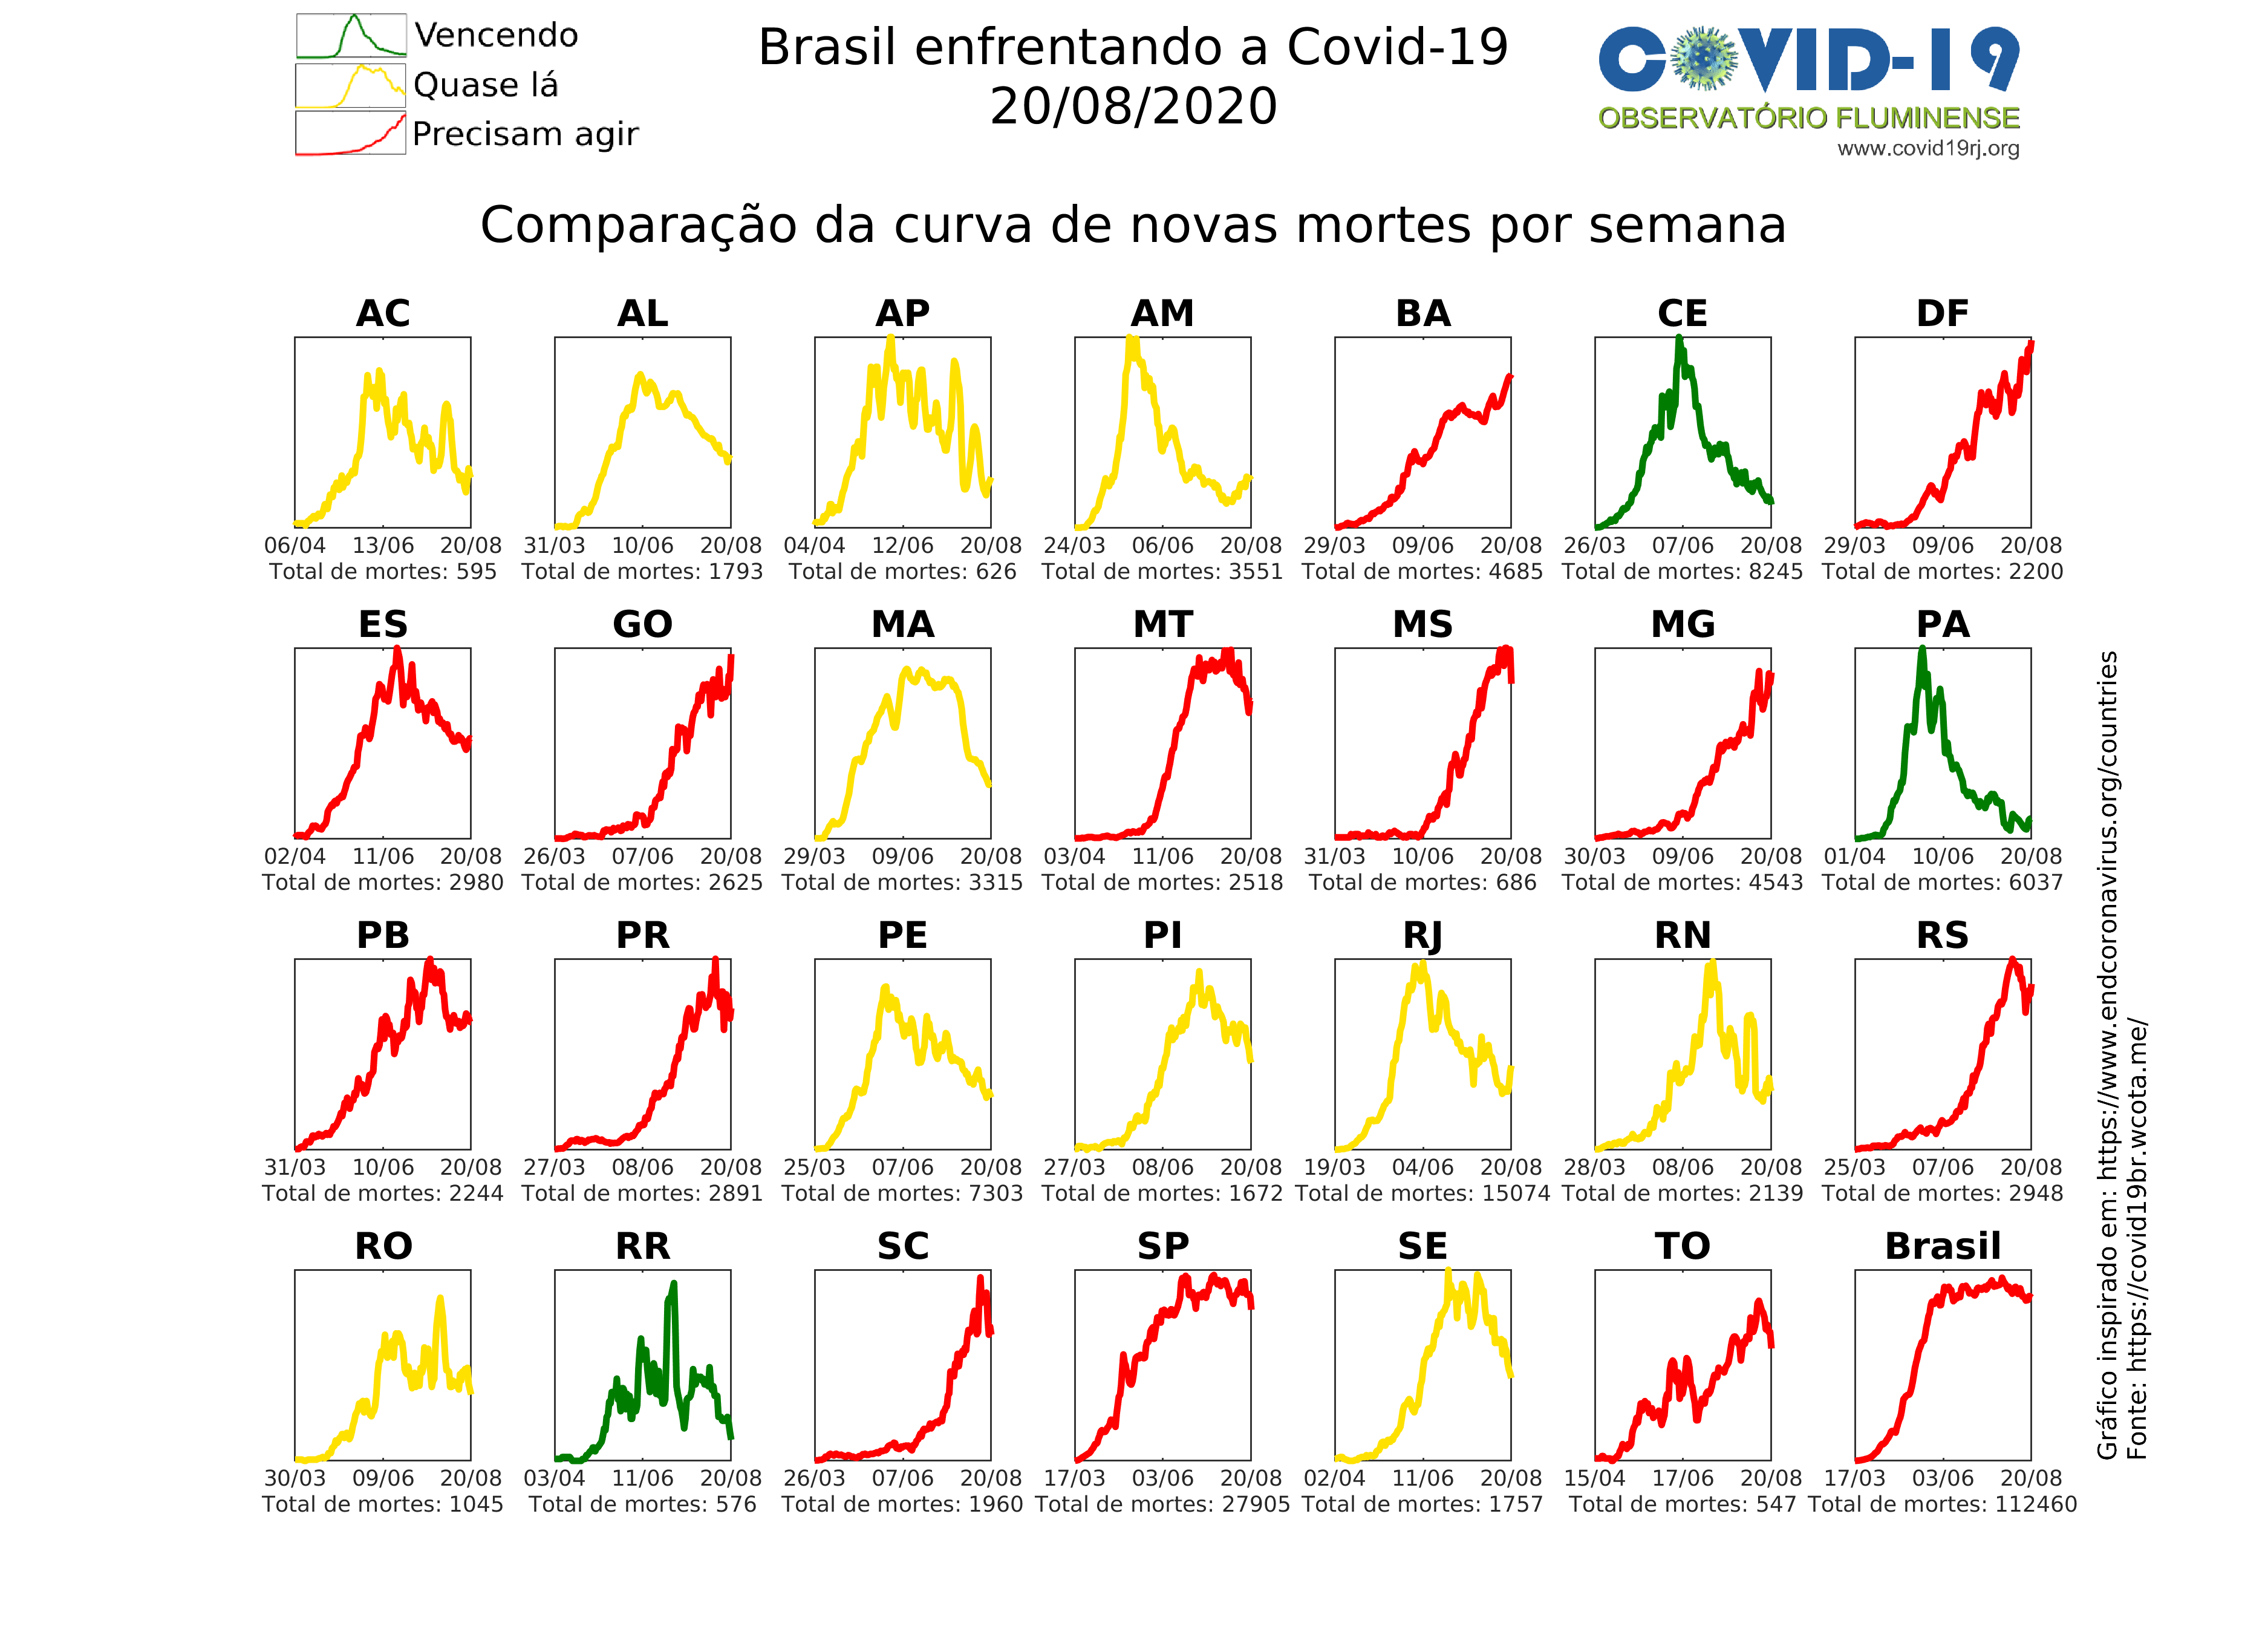 Vencendo
Quase lá
Precisam agir
Brasil enfrentando a Covid-19
20/08/2020
COVID-19
OBSERVATÓRIO FLUMINENSE
www.covid19rj.org
Comparação da curva de novas mortes por semana
AC AL AP AM BA CE DF
06/04 13/06 20/08 31/03 10/06 20/08 04/04 12/06 20/08 24/03 06/06 20/08 29/03 09/06 20/08 26/03 07/06 20/08 29/03 09/06 20/08
Total de mortes: 595 Total de mortes: 1793 Total de mortes: 626 Total de mortes: 3551 Total de mortes: 4685 Total de mortes: 8245 Total de mortes: 2200
ES GO MA MT MS MG PA
02/04 11/06 20/08 26/03 07/06 20/08 29/03 09/06 20/08 03/04 11/06 20/08 31/03 10/06 20/08 30/03 09/06 20/08 01/04 10/06 20/08
Total de mortes: 2980 Total de mortes: 2625 Total de mortes: 3315 Total de mortes: 2518 Total de mortes: 686 Total de mortes: 4543 Total de mortes: 6037
PB PR PE PI RJ RN RS
31/03 10/06 20/08 27/03 08/06 20/08 25/03 07/06 20/08 27/03 08/06 20/08 19/03 04/06 20/08 28/03 08/06 20/08 25/03 07/06 20/08
Total de mortes: 2244 Total de mortes: 2891 Total de mortes: 7303 Total de mortes: 1672 Total de mortes: 15074 Total de mortes: 2139 Total de mortes: 2948
RO RR SC SP SE TO Brasil
30/03 09/06 20/08 03/04 11/06 20/08 26/03 07/06 20/08 17/03 03/06 20/08 02/04 11/06 20/08 15/04 17/06 20/08 17/03 03/06 20/08
Total de mortes: 1045 Total de mortes: 576 Total de mortes: 1960 Total de mortes: 27905 Total de mortes: 1757 Total de mortes: 547 Total de mortes: 112460
Gráfico inspirado em: https://www.endcoronavirus.org/countries
Fonte: https://covid19br.wcota.me/